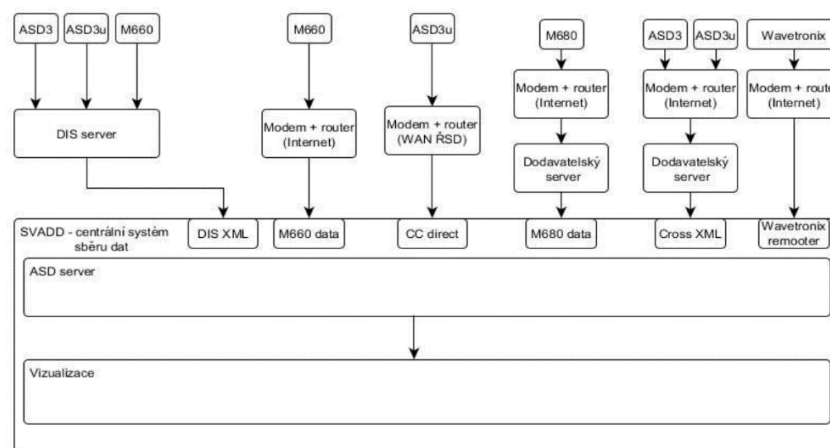 ASD3
ASD3u
M660
M660
ASD3u
M680
ASD3
ASD3u
Wavetronix
DIS server
Modem + router
(Internet)
Modem + router
(WAN ŘSD)
Modem + router
(Internet)
Modem + router
(Internet)
Modem + route
(Internet)
Dodavatelský
server
Dodavatelský
server
SVADD - centrální systém
sběru dat
DIS XML
M660 data
CC direct
M680 data
Cross XML
Wavetronix
remooter
ASD server
Vizualizace